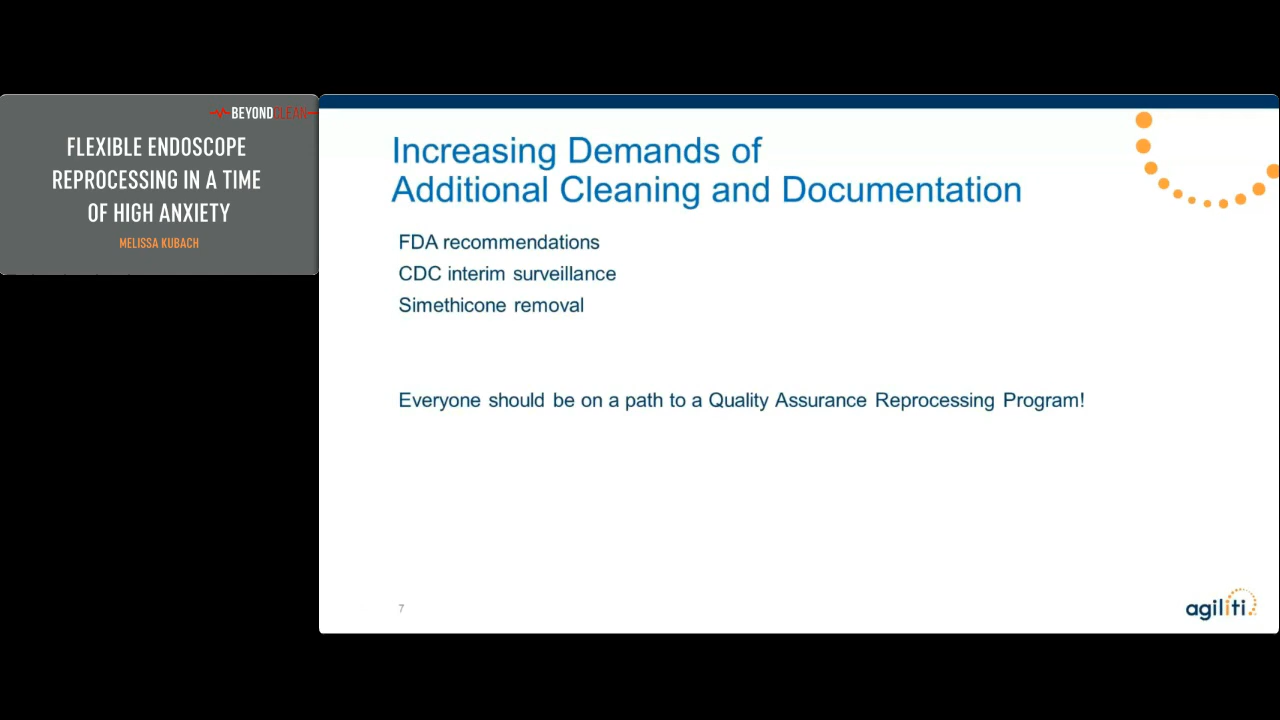 BEYONDCLEAN
FLEXIBLE ENDOSCOPE
REPROCESSING IN A TIME
OF HIGH ANXIETY
MELISSA KUBACH
Increasing Demands of
Additional Cleaning and Documentation
FDA recommendations
CDC interim surveillance
Simethicone removal
Everyone should be on a path to a Quality Assurance Reprocessing Program!
7
agiliti